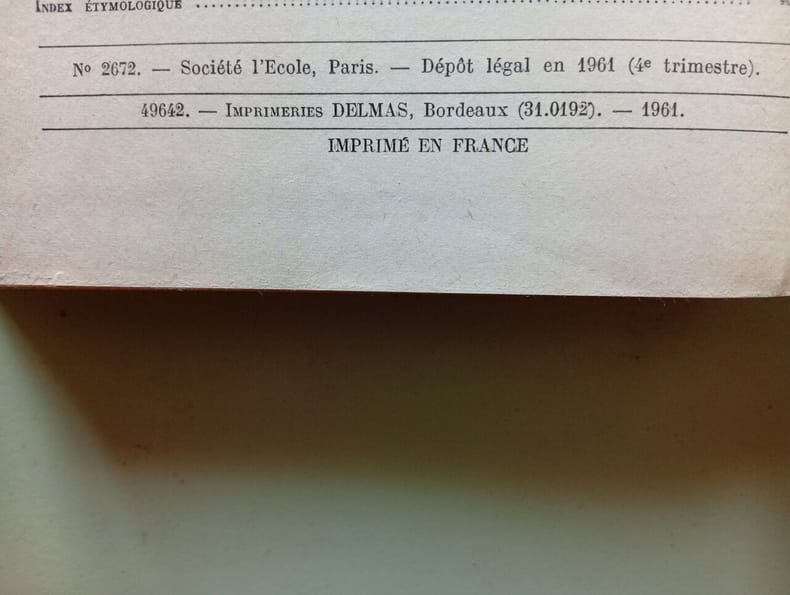 INDEX ÉTYMOLOGIQUE ................................................
Nº 2672. — Société l'Ecole, Paris. — Dépôt légal en 1961 (4e trimestre).
49642. — IMPRIMERIES DELMAS, Bordeaux (31.0192). — 1961.
IMPRIMÉ EN FRANCE